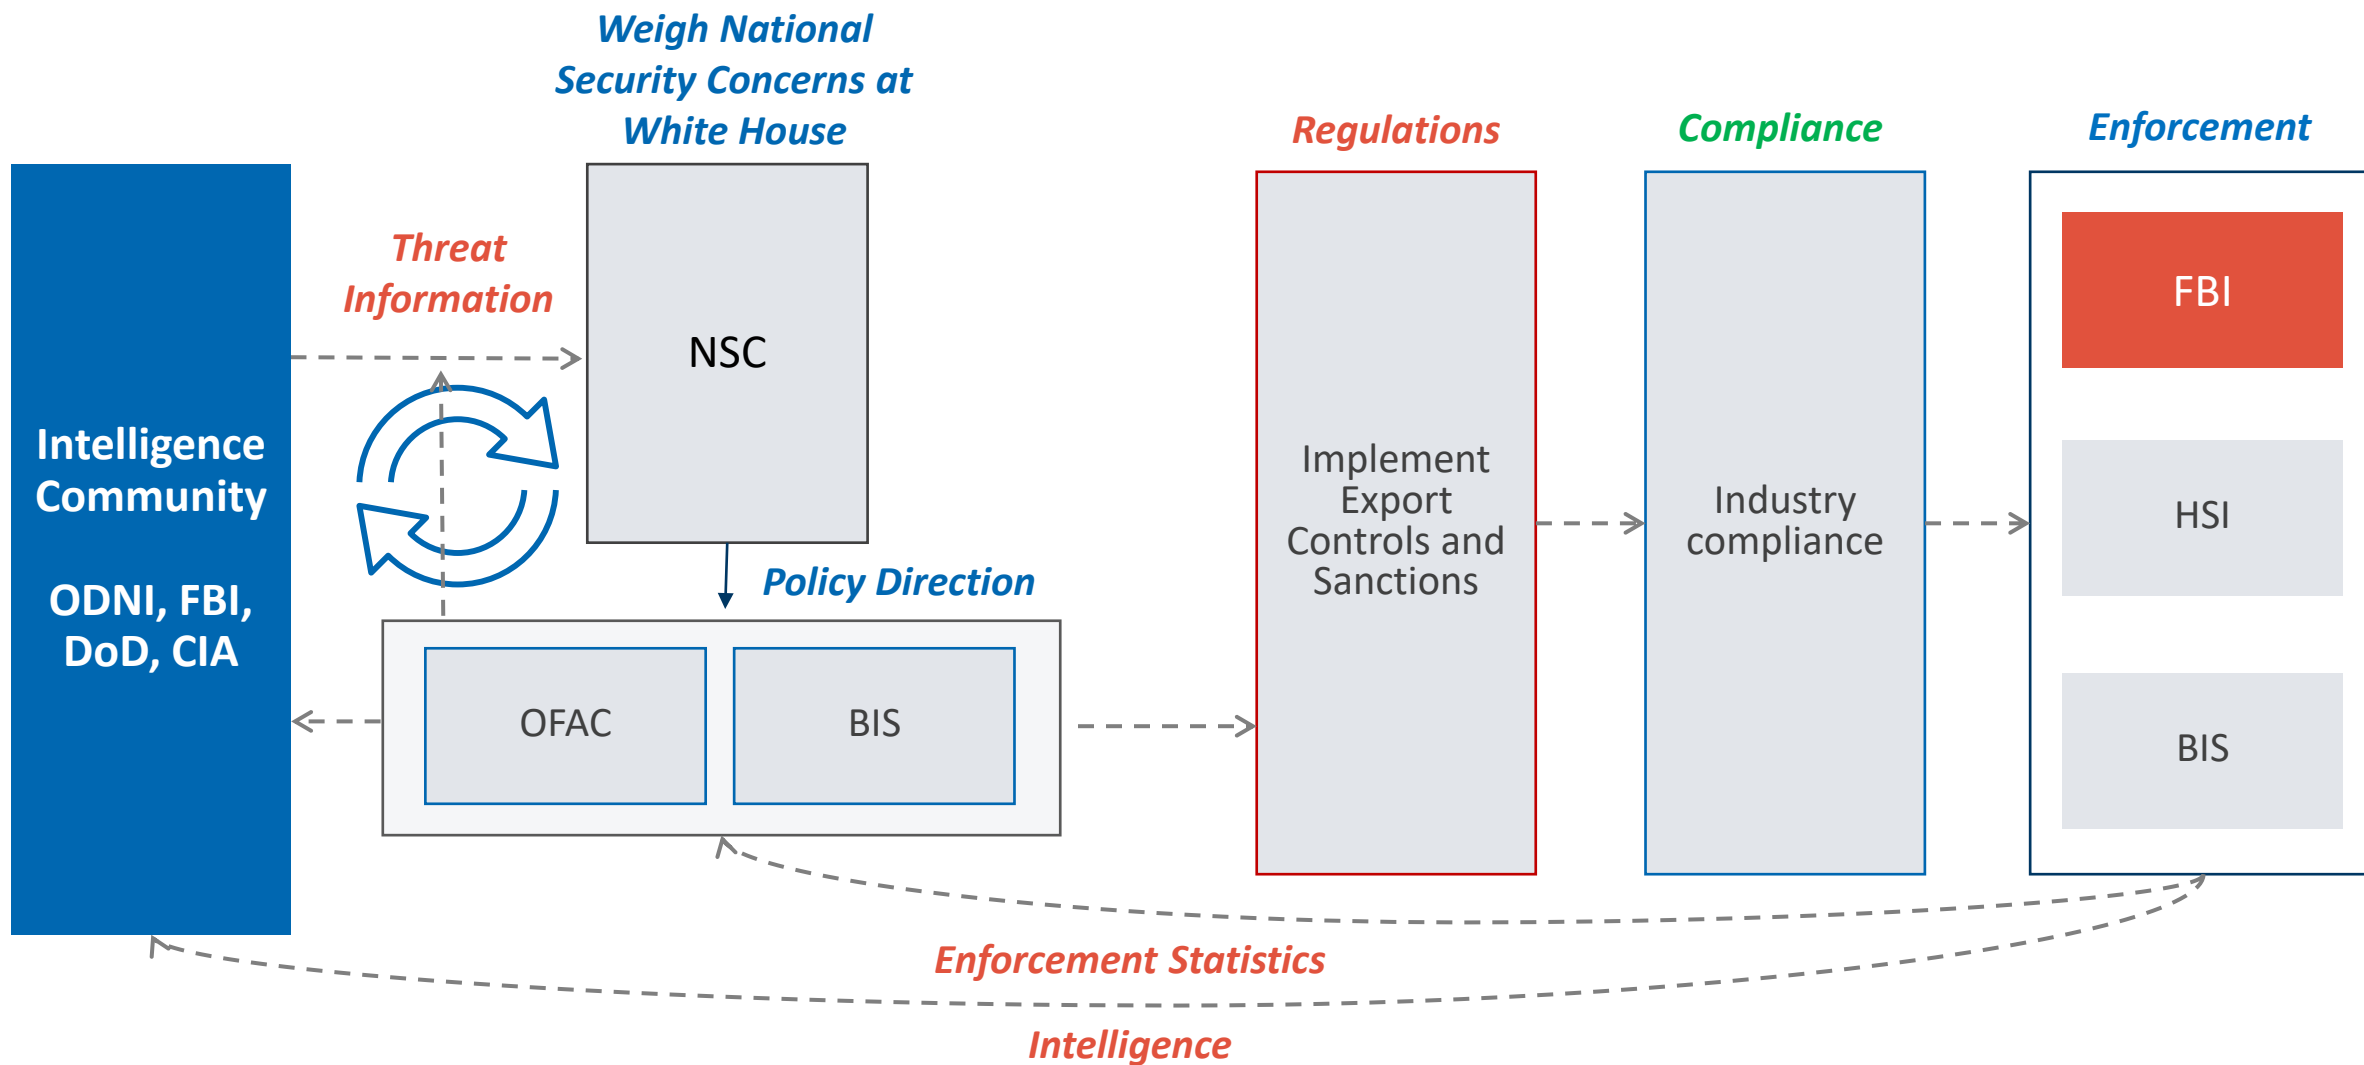 Weigh National
Security Concerns at
White House
Regulations
Compliance
Enforcement
Threat
Information
NSC
FBI
Intelligence
Community
ODNI, FBI,
DoD, CIA
Implement
Export
Controls and
Sanctions
Industry
compliance
HSI
Policy Direction
OFAC
BIS
BIS
Enforcement Statistics
Intelligence